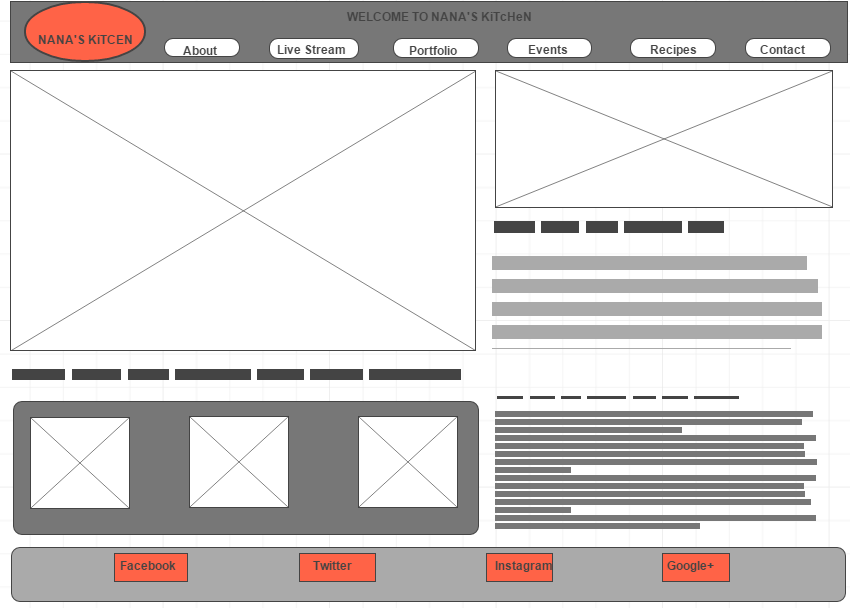 WELCOME TO NANA'S KiTcHeN
NANA'S KiTCEN
About
Live Stream
Portfolio
Events
Recipes
Contact
Facebook
Twitter
Instagram
Google+